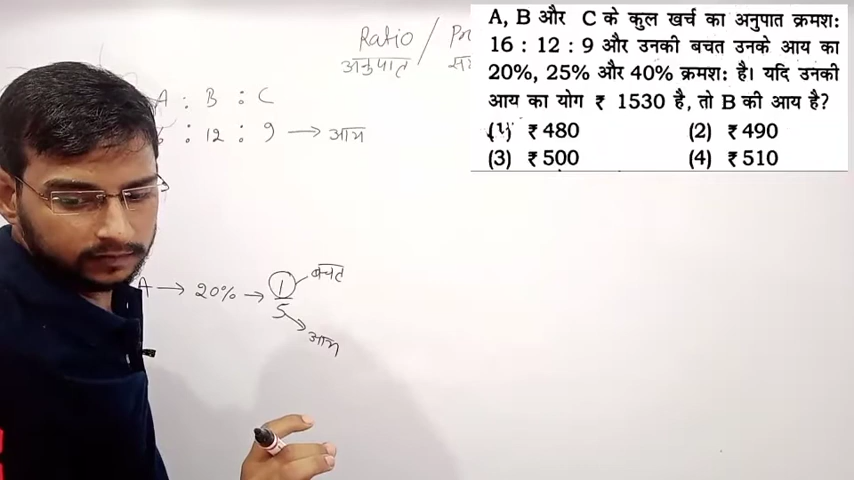 Ratio /
अनुपात
A : B : C
: 12 : 9 → आय
A → 20% → 1/5
बचत
आय
A, B और C के कुल खर्च का अनुपात क्रमश:
16 : 12 : 9 और उनकी बचत उनके आय का
20%, 25% और 40% क्रमश: है। यदि उनकी
आय का योग ₹ 1530 है, तो B की आय है?
(1) ₹ 480 (2) ₹ 490
(3) ₹ 500 (4) ₹ 510